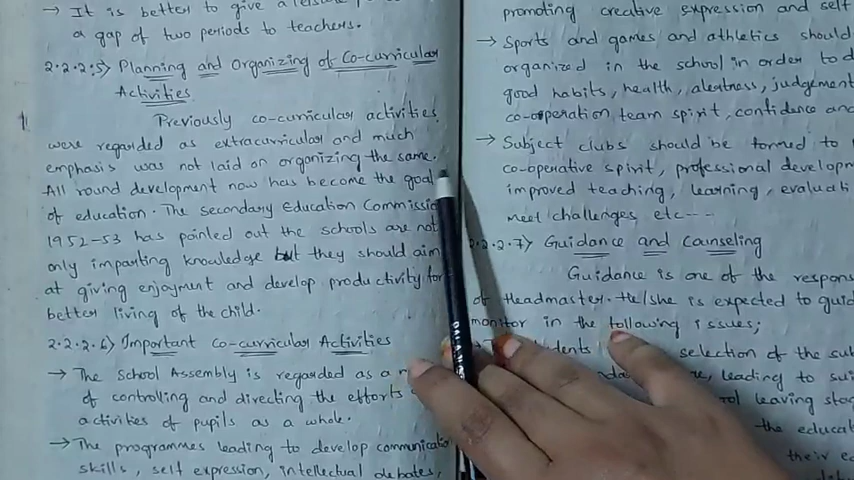 → It is better to give a leisure
a gap of two periods to teachers.
2.2.2.5) Planning and Organizing of Co-curricular
Activities
Previously co-curricular activities
were regarded as extracurricular and much
emphasis was not laid on organizing the same.
All round development now has become the goal
of education. The secondary Education Commissio
1952-53 has pointed out the schools are not
only imparting knowledge but they should aim
at giving enjoyment and develop productivity for
better living of the child.
2.2.2.6) Important Co-curricular Activities
→ The School Assembly is regarded as a
of controlling and directing the efforts
activities of pupils as a whole.
→ The programmes leading to develop communicatio
skills, self expression, intellectual debates,
promoting creative expression and self
→ Sports and games and athletics should
organized in the school in order to d
good habits, health, alertness, judgement
co-operation team spirit, confidence and
→ Subject clubs should be formed to
co-operative spirit, professional developm
improved teaching, learning, evaluati
meet challenges etc---
2.2.2.7) Guidance and Counseling
Guidance is one of the respons
of Headmaster. He/she is expected to guid
monitor in the following issues;
selection of the sub
leading to sui
leaving stag
the educat
their